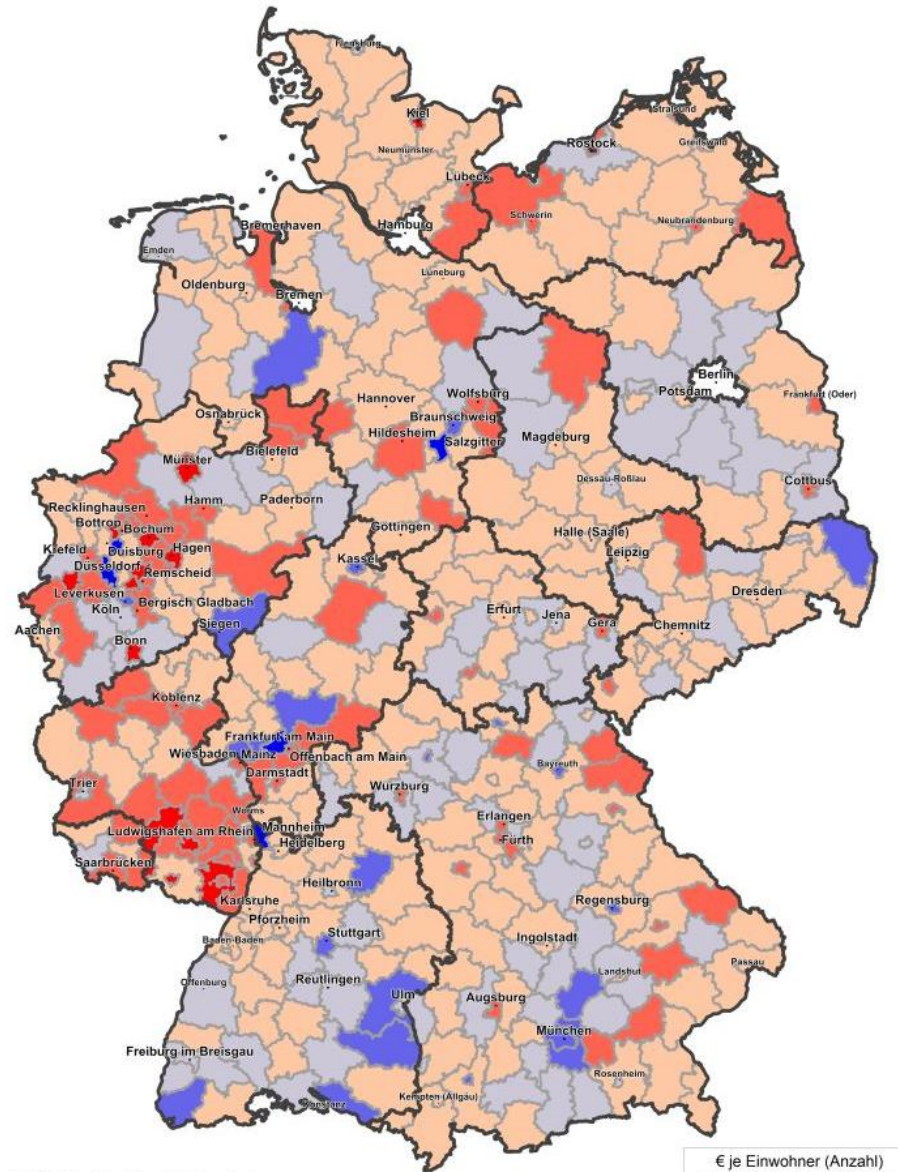 Flensburg
Kiel
Stralsund
Rostock
Greifswald
Neumünster
Lübeck
Schwerin
Neubrandenburg
Hamburg
Bremerhaven
Emden
Lüneburg
Oldenburg
Bremen
Berlin
Potsdam
Frankfurt (Oder)
Hannover
Wolfsburg
Osnabrück
Braunschweig
Hildesheim
Salzgitter
Magdeburg
Bielefeld
Münster
Dessau-Roßlau
Cottbus
Hamm
Paderborn
Recklinghausen
Bottrop
Bochum
Göttingen
Halle (Saale)
Krefeld
Duisburg
Hagen
Kassel
Leipzig
Düsseldorf
Remscheid
Leverkusen
Dresden
Köln
Bergisch Gladbach
Erfurt
Jena
Gera
Chemnitz
Aachen
Siegen
Bonn
Koblenz
Frankfurt am Main
Wiesbaden
Mainz
Offenbach am Main
Bayreuth
Darmstadt
Trier
Würzburg
Worms
Erlangen
Ludwigshafen am Rhein
Mannheim
Fürth
Heidelberg
Saarbrücken
Heilbronn
Karlsruhe
Regensburg
Pforzheim
Stuttgart
Baden-Baden
Ingolstadt
Passau
Landshut
Offenburg
Reutlingen
Ulm
Augsburg
München
Freiburg im Breisgau
Rosenheim
Konstanz
Kempten (Allgäu)
€ je Einwohner (Anzahl)